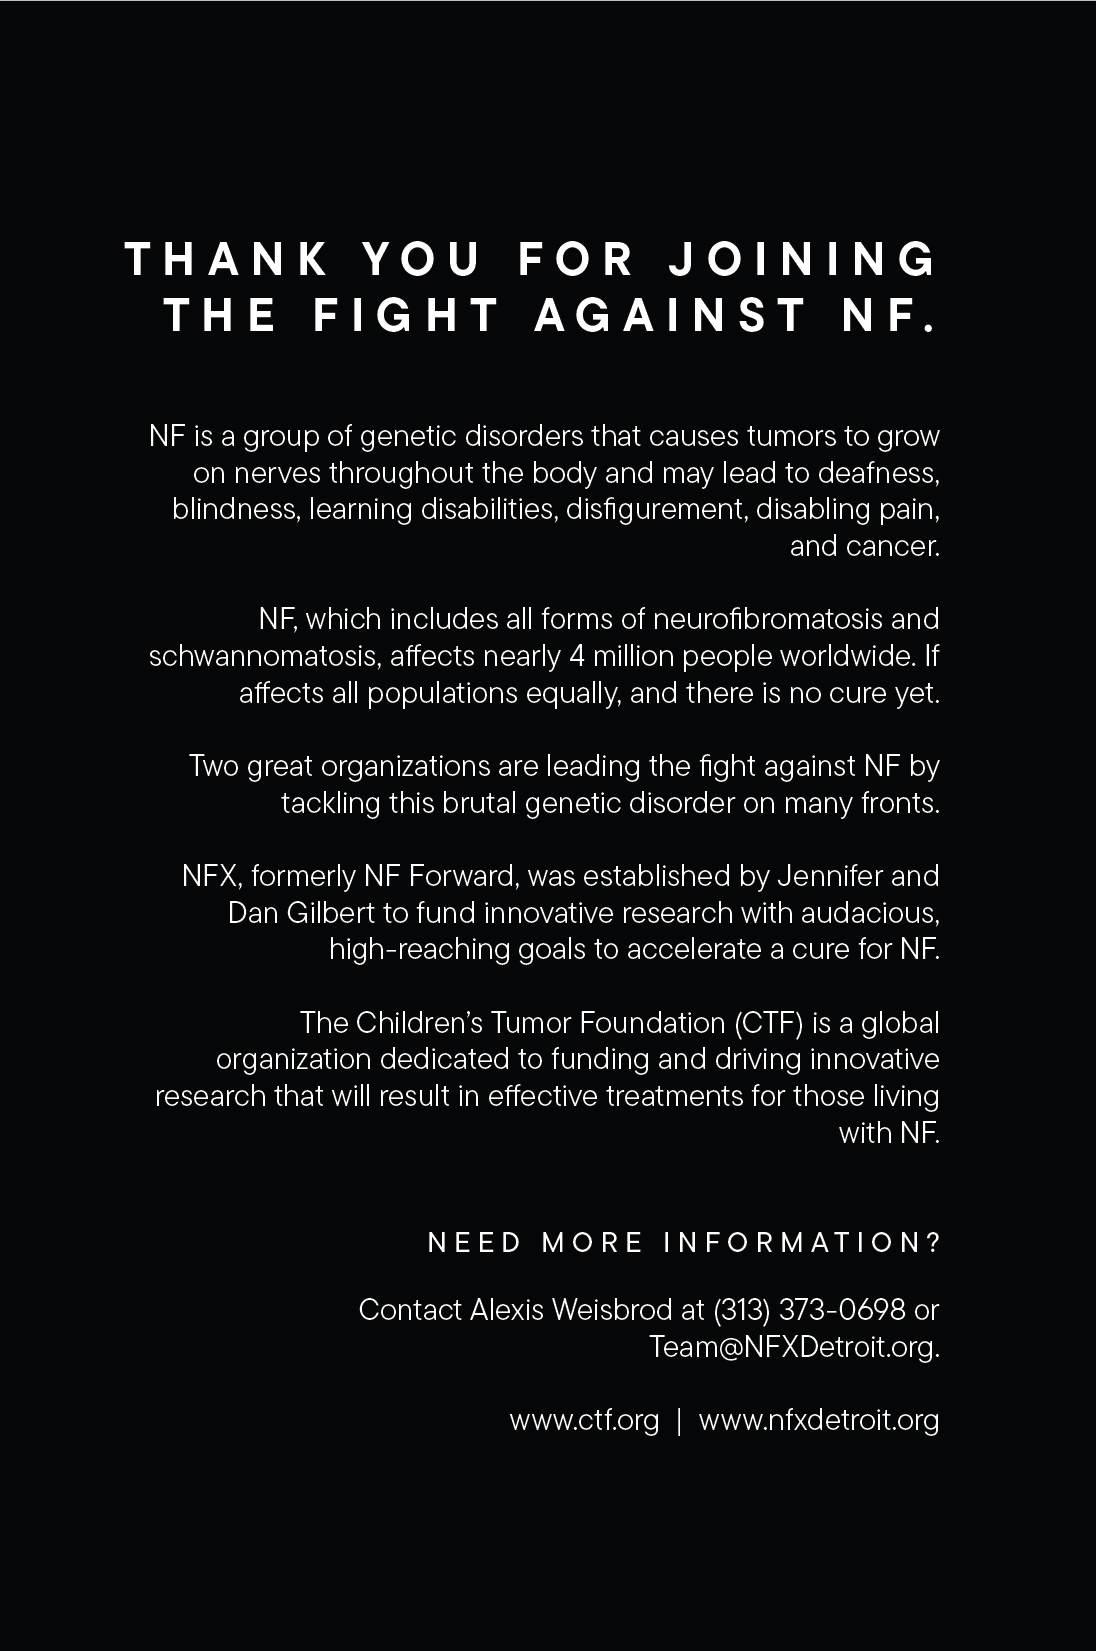 THANK YOU FOR JOINING
THE FIGHT AGAINST NF.
NF is a group of genetic disorders that causes tumors to grow
on nerves throughout the body and may lead to deafness,
blindness, learning disabilities, disfigurement, disabling pain,
and cancer.
NF, which includes all forms of neurofibromatosis and
schwannomatosis, affects nearly 4 million people worldwide. If
affects all populations equally, and there is no cure yet.
Two great organizations are leading the fight against NF by
tackling this brutal genetic disorder on many fronts.
NFX, formerly NF Forward, was established by Jennifer and
Dan Gilbert to fund innovative research with audacious,
high-reaching goals to accelerate a cure for NF.
The Children’s Tumor Foundation (CTF) is a global
organization dedicated to funding and driving innovative
research that will result in effective treatments for those living
with NF.
NEED MORE INFORMATION?
Contact Alexis Weisbrod at (313) 373-0698 or
Team@NFXDetroit.org.
www.ctf.org | www.nfxdetroit.org